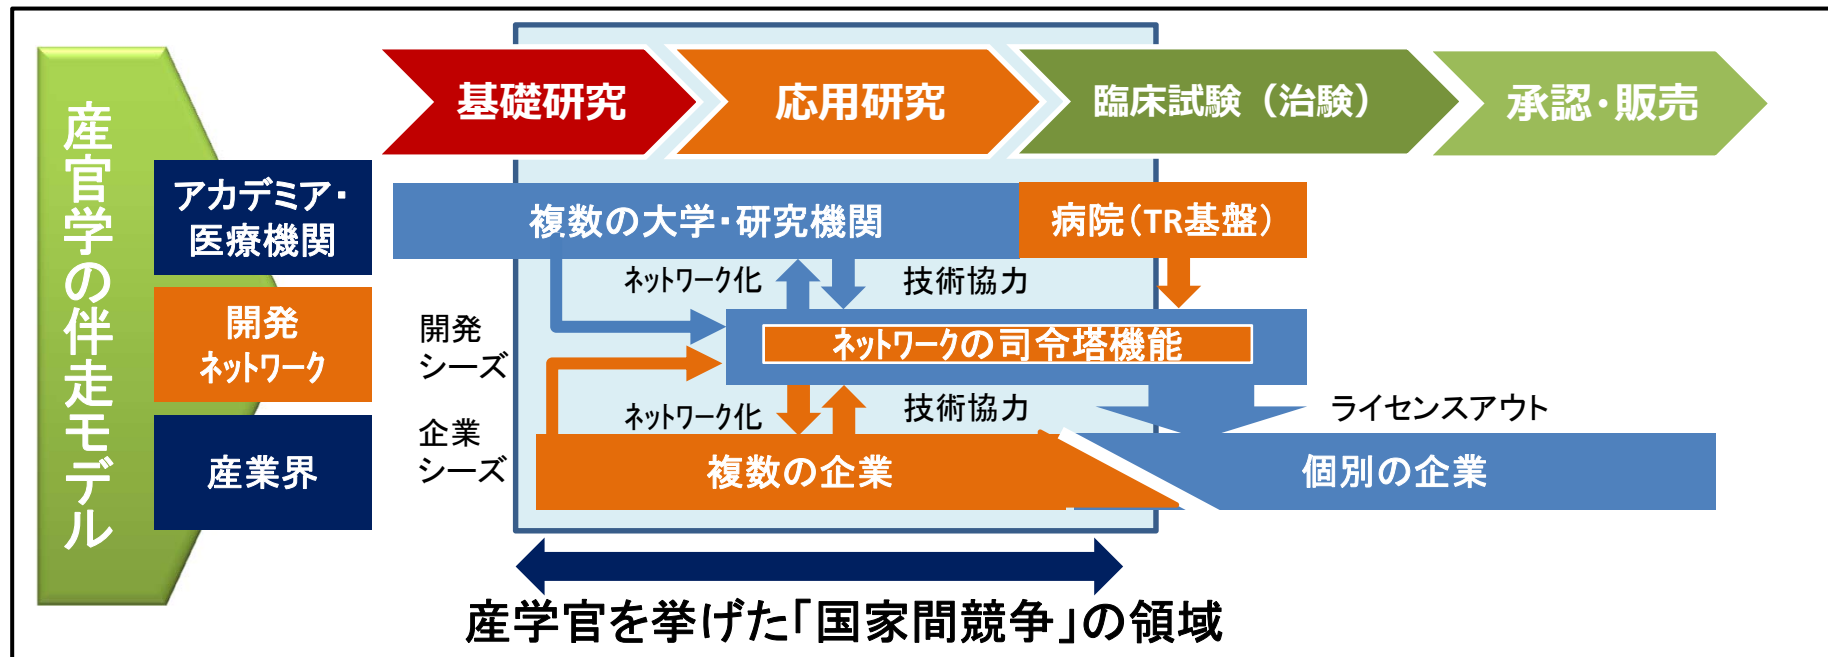 産官学の伴走モデル
基礎研究
応用研究
臨床試験（治験）
承認・販売
アカデミア・
医療機関
複数の大学・研究機関
病院（TR基盤）
ネットワーク化
技術協力
開発
ネットワーク
開発
シーズ
ネットワークの司令塔機能
ネットワーク化
技術協力
ライセンスアウト
産業界
企業
シーズ
複数の企業
個別の企業
産学官を挙げた「国家間競争」の領域